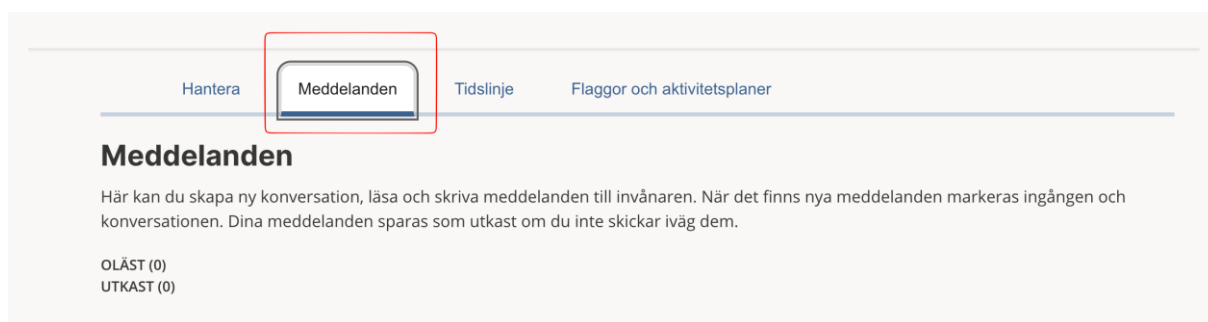 Hantera Meddelanden Tidslinje Flaggor och aktivitetsplaner
Meddelanden
Här kan du skapa ny konversation, läsa och skriva meddelanden till invånaren. När det finns nya meddelanden markeras ingången och
konversationen. Dina meddelanden sparas som utkast om du inte skickar iväg dem.
OLÄST (0)
UTKAST (0)